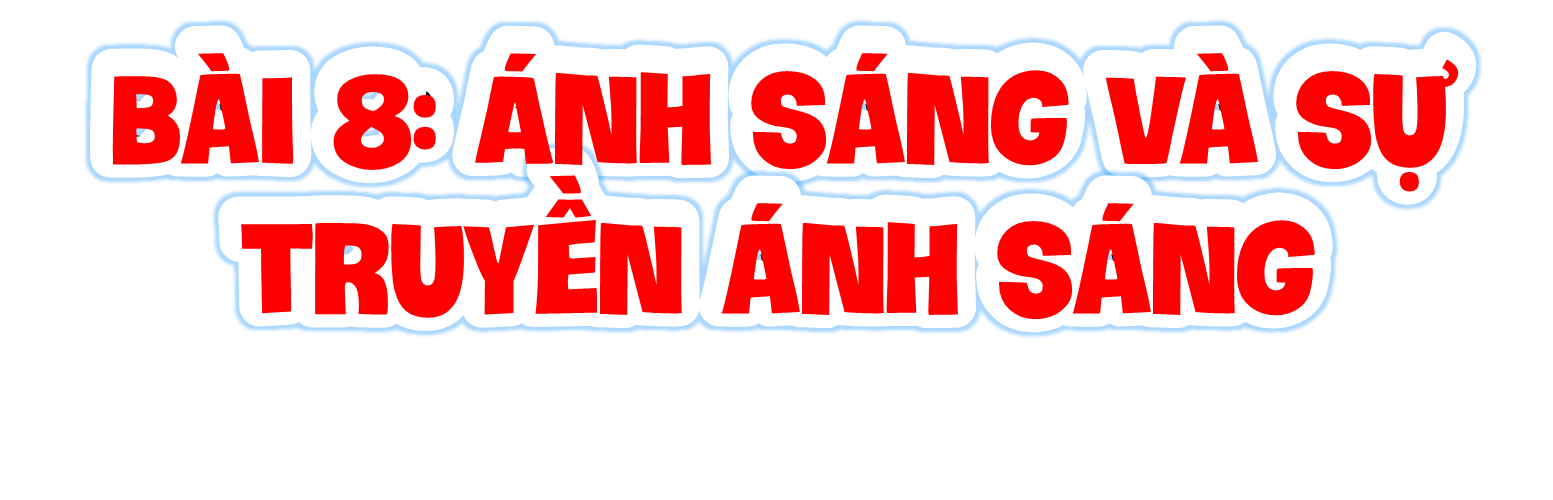 BÀI 8: ÁNH SÁNG VÀ SỰ
TRUYỀN ÁNH SÁNG